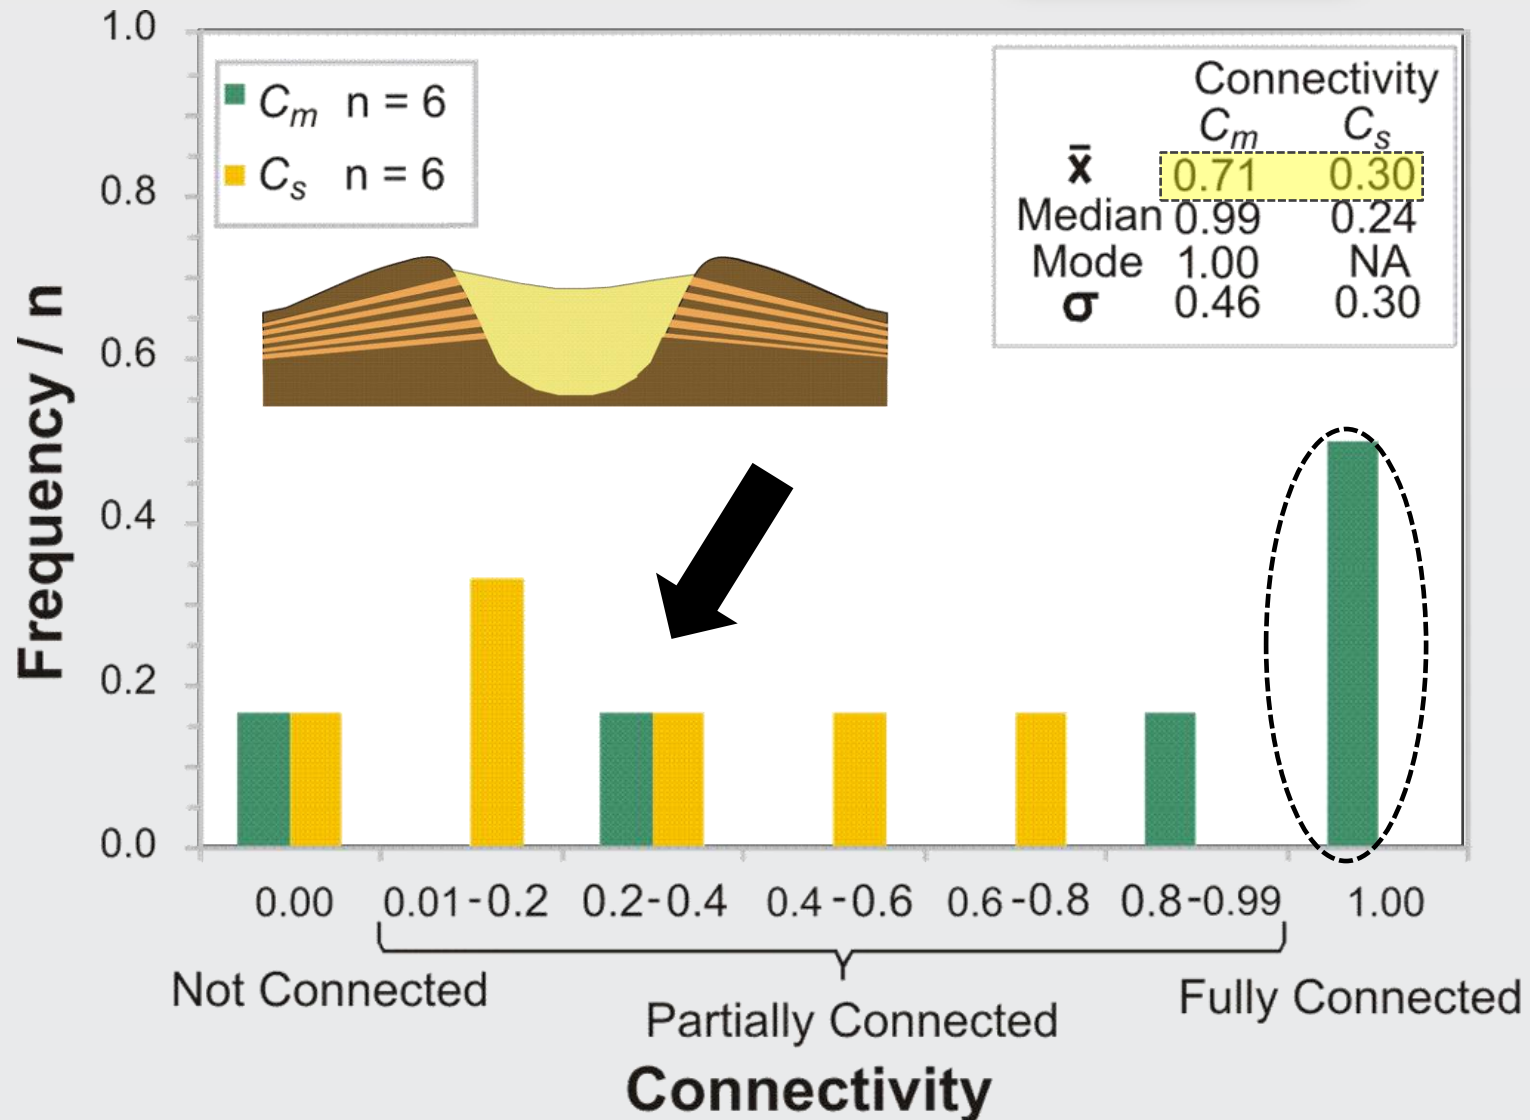 Frequency / n
1.0
0.8
0.6
0.4
0.2
0.0
Cm n = 6
Cs n = 6
Connectivity
Cm Cs
x̄ 0.71 0.30
Median 0.99 0.24
Mode 1.00 NA
σ 0.46 0.30
0.00 0.01-0.2 0.2-0.4 0.4-0.6 0.6-0.8 0.8-0.99 1.00
Not Connected
Partially Connected
Fully Connected
Connectivity